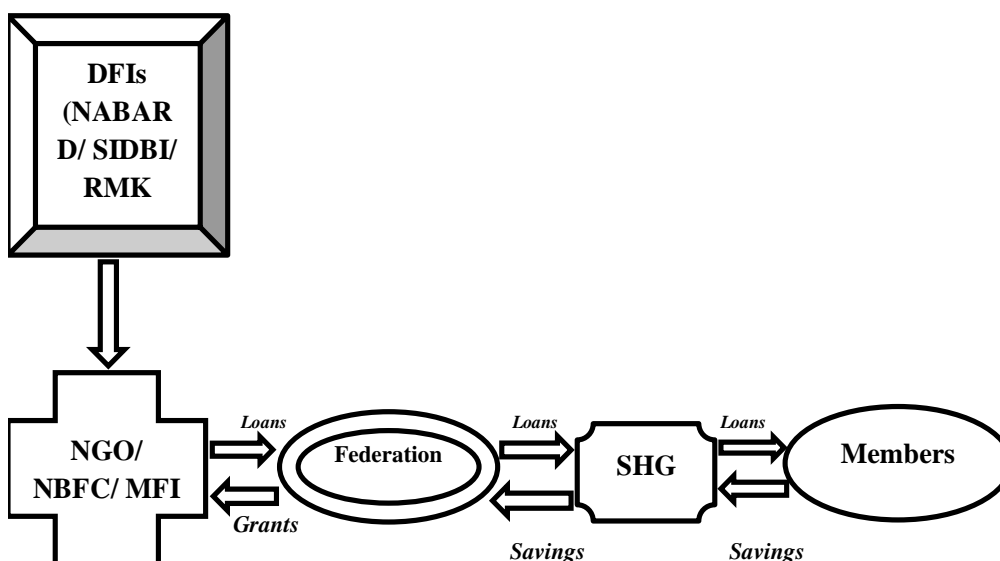 DFIs
(NABAR
D/ SIDBI/
RMK
Loans
Loans
Loans
NGO/
NBFC/ MFI
Federation
SHG
Members
Grants
Savings
Savings